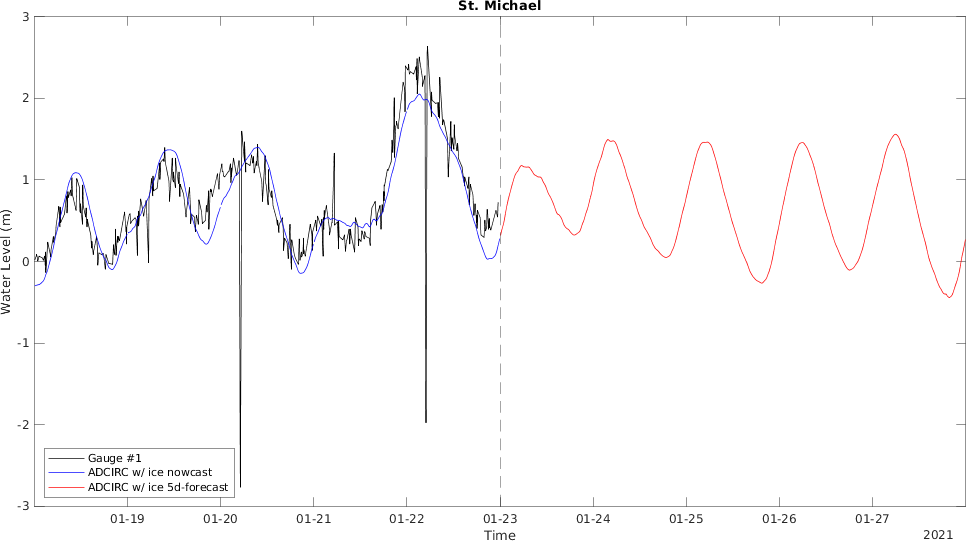 St. Michael
3
2
1
0
-1
-2
-3
Water Level (m)
Gauge #1
ADCIRC w/ ice nowcast
ADCIRC w/ ice 5d-forecast
01-19
01-20
01-21
01-22
01-23
01-24
01-25
01-26
01-27
Time
2021